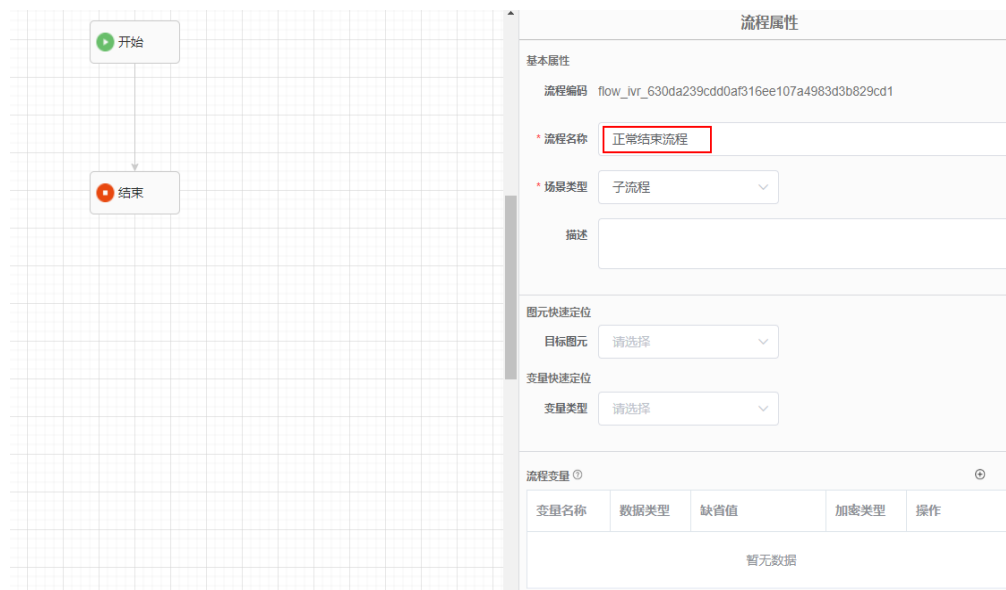 开始
结束
流程属性
基本属性
流程编码 flow_ivr_630da239cdd0af316ee107a4983d3b829cd1
* 流程名称 正常结束流程
* 场景类型 子流程
描述
图元快速定位
目标图元 请选择
变量快速定位
变量类型 请选择
流程变量
变量名称 数据类型 缺省值 加密类型 操作
暂无数据